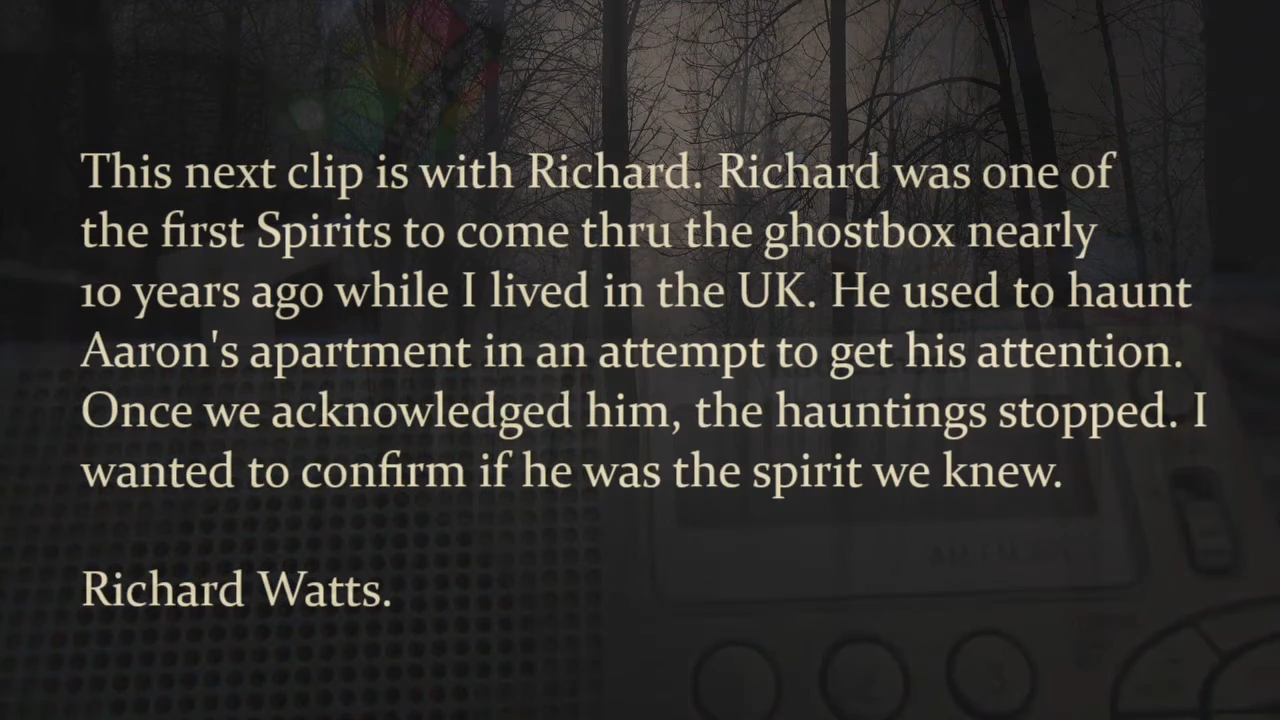 This next clip is with Richard. Richard was one of
the first Spirits to come thru the ghostbox nearly
10 years ago while I lived in the UK. He used to haunt
Aaron's apartment in an attempt to get his attention.
Once we acknowledged him, the hauntings stopped. I
wanted to confirm if he was the spirit we knew.
Richard Watts.